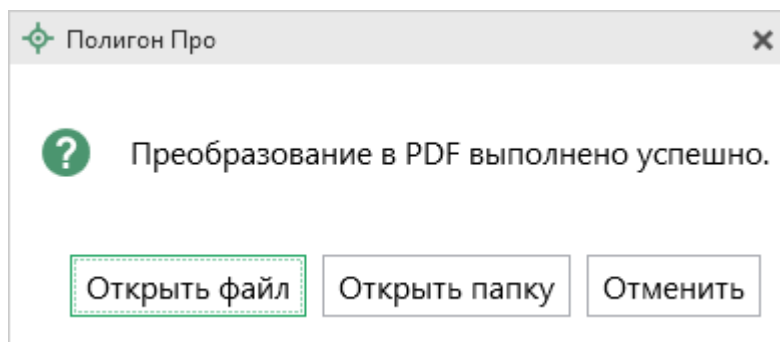 Полигон Про
Преобразование в PDF выполнено успешно.
Открыть файл
Открыть папку
Отменить